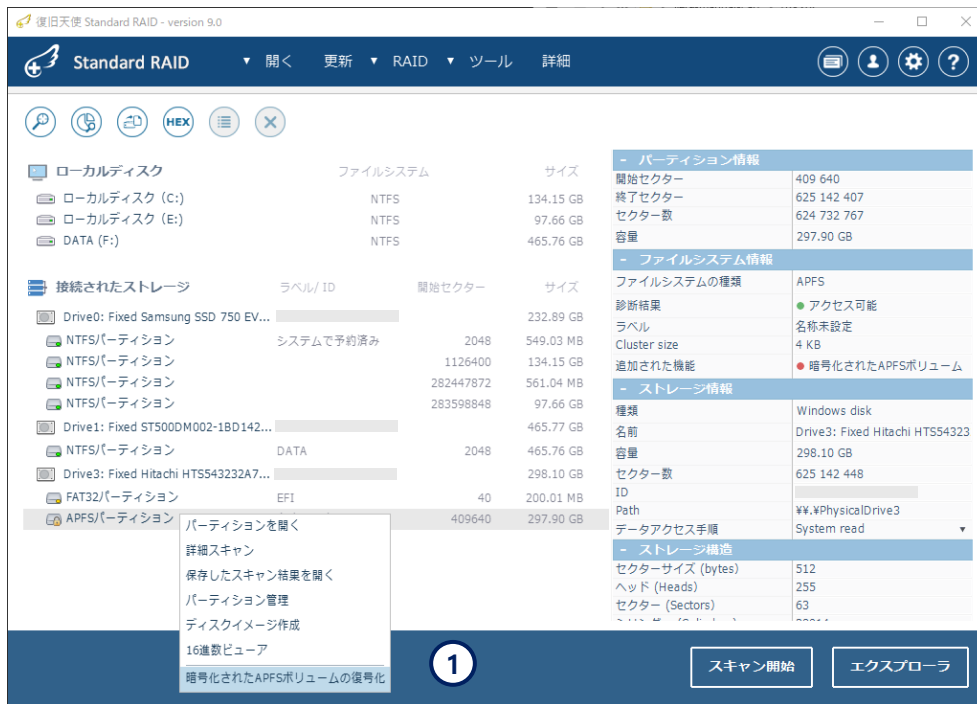 復旧天使 Standard RAID - version 9.0
Standard RAID ▼ 開く 更新 ▼ RAID ▼ ツール 詳細
HEX
ローカルディスク ファイルシステム サイズ
ローカルディスク (C:) NTFS 134.15 GB
ローカルディスク (E:) NTFS 97.66 GB
DATA (F:) NTFS 465.76 GB
接続されたストレージ ラベル/ ID 開始セクター サイズ
Drive0: Fixed Samsung SSD 750 EV... 232.89 GB
NTFSパーティション システムで予約済み 2048 549.03 MB
NTFSパーティション 1126400 134.15 GB
NTFSパーティション 282447872 561.04 MB
NTFSパーティション 283598848 97.66 GB
Drive1: Fixed ST500DM002-1BD142... 465.77 GB
NTFSパーティション DATA 2048 465.76 GB
Drive3: Fixed Hitachi HTS543232A7... 298.10 GB
FAT32パーティション EFI 40 200.01 MB
APFSパーティション 409640 297.90 GB
パーティションを開く
詳細スキャン
保存したスキャン結果を開く
パーティション管理
ディスクイメージ作成
16進数ビューア
暗号化されたAPFSボリュームの復号化
1
- パーティション情報
開始セクター 409 640
終了セクター 625 142 407
セクター数 624 732 767
容量 297.90 GB
- ファイルシステム情報
ファイルシステムの種類 APFS
診断結果 ● アクセス可能
ラベル 名称未設定
Cluster size 4 KB
追加された機能 ● 暗号化されたAPFSボリューム
- ストレージ情報
種類 Windows disk
名前 Drive3: Fixed Hitachi HTS54323
容量 298.10 GB
セクター数 625 142 448
ID
Path ¥¥.¥PhysicalDrive3
データアクセス手順 System read ▼
- ストレージ構造
セクターサイズ (bytes) 512
ヘッド (Heads) 255
セクター (Sectors) 63
スキャン開始 エクスプローラ